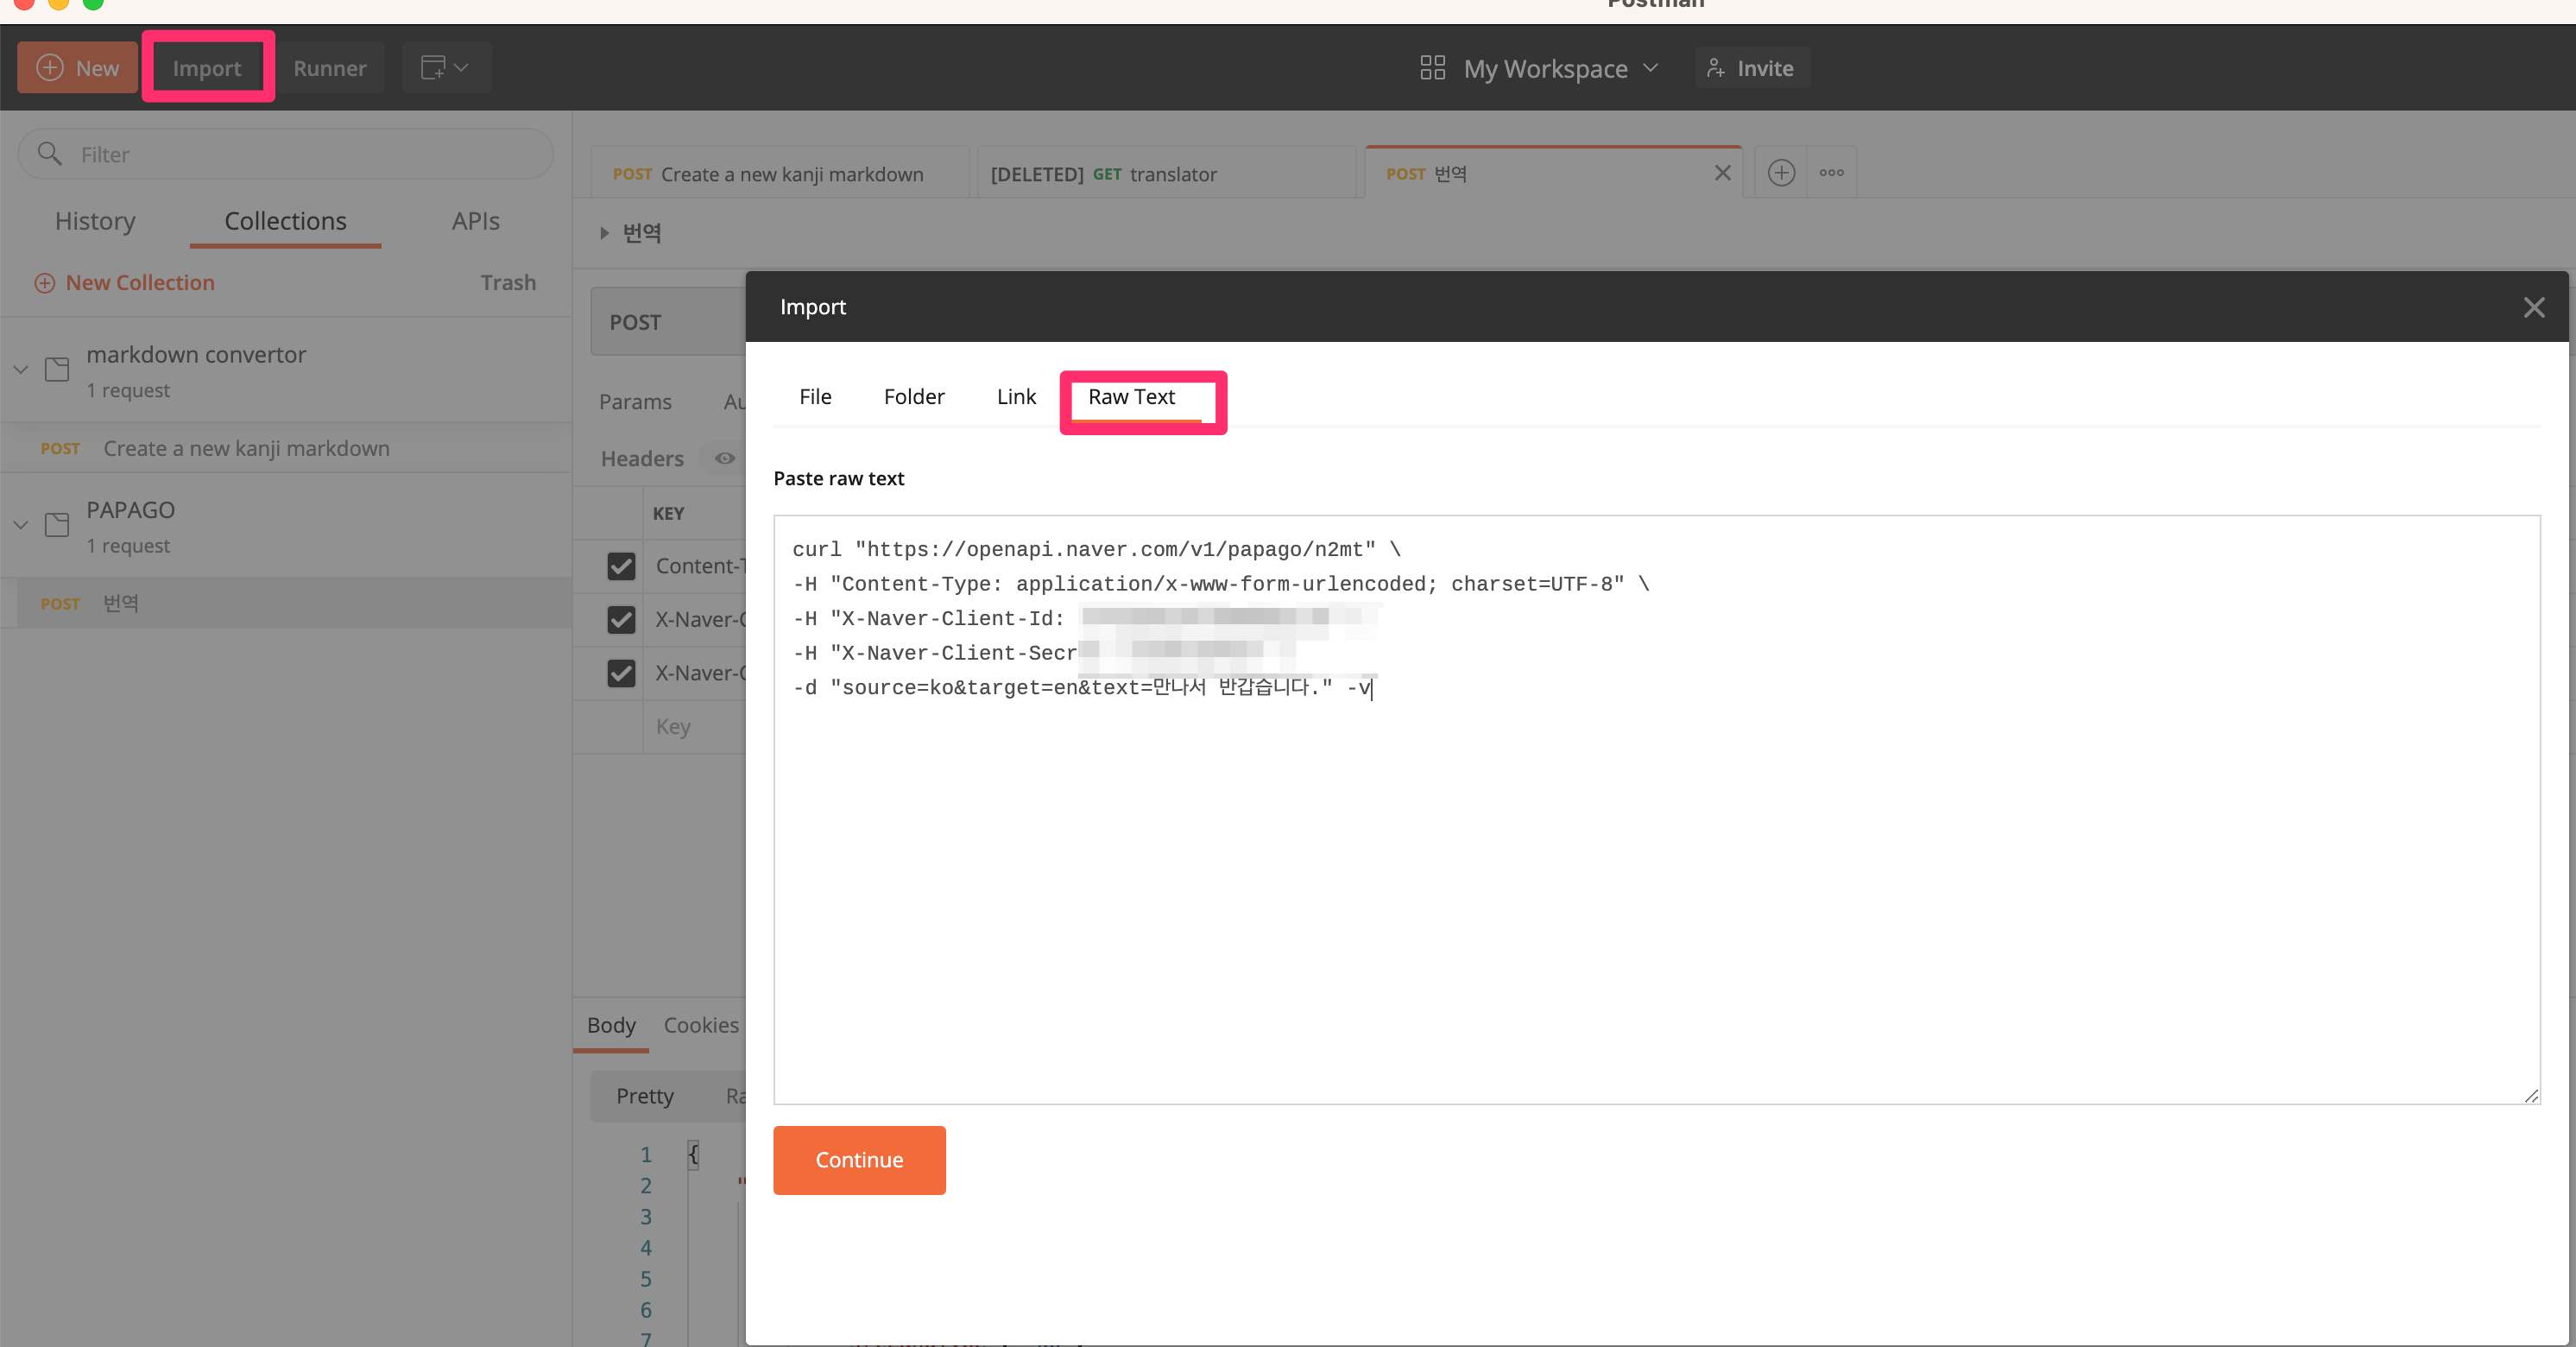 Postman
New Import Runner My Workspace Invite
Filter
History Collections APIs
New Collection Trash
markdown convertor
1 request
POST Create a new kanji markdown
PAPAGO
1 request
POST 번역
POST Create a new kanji markdown [DELETED] GET translator POST 번역
번역
POST
Params Au
Headers
KEY
Content-T
X-Naver-C
X-Naver-C
Key
Body Cookies
Pretty Ra
1 {
2 "
3
4
5
6
7
Import
File Folder Link Raw Text
Paste raw text
curl "https://openapi.naver.com/v1/papago/n2mt" \
-H "Content-Type: application/x-www-form-urlencoded; charset=UTF-8" \
-H "X-Naver-Client-Id:
-H "X-Naver-Client-Secr
-d "source=ko&target=en&text=만나서 반갑습니다." -v
Continue